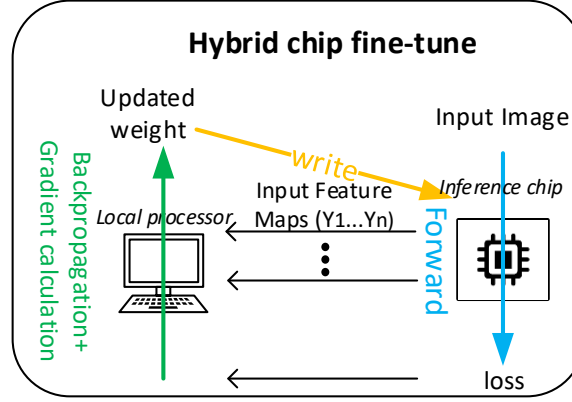 Hybrid chip fine-tune
Updated
weight
Input Image
write
Input Feature
Maps (Y1...Yn)
Inference chip
Local processor
Backpropagation+
Gradient calculation
Forward
loss